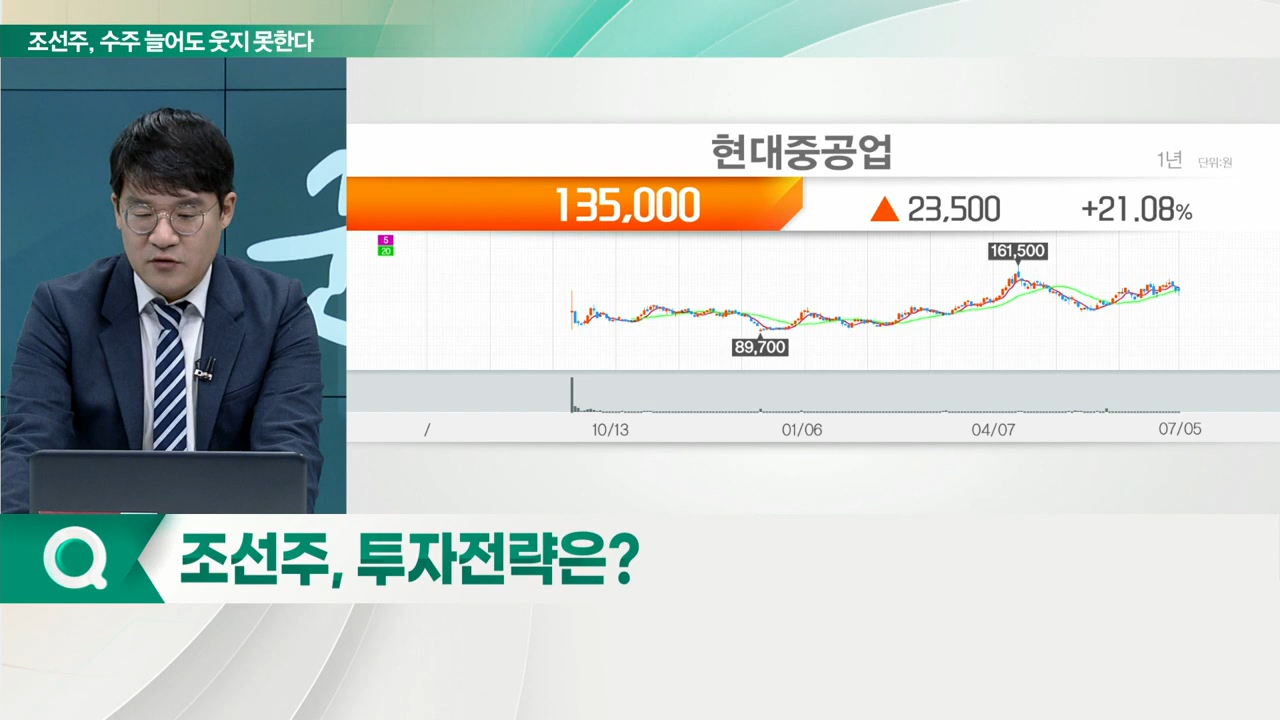 조선주, 수주 늘어도 웃지 못한다
현대중공업
1년 단위:원
135,000 ▲ 23,500 +21.08%
5
20
161,500
89,700
/ 10/13 01/06 04/07 07/05
Q 조선주, 투자전략은?